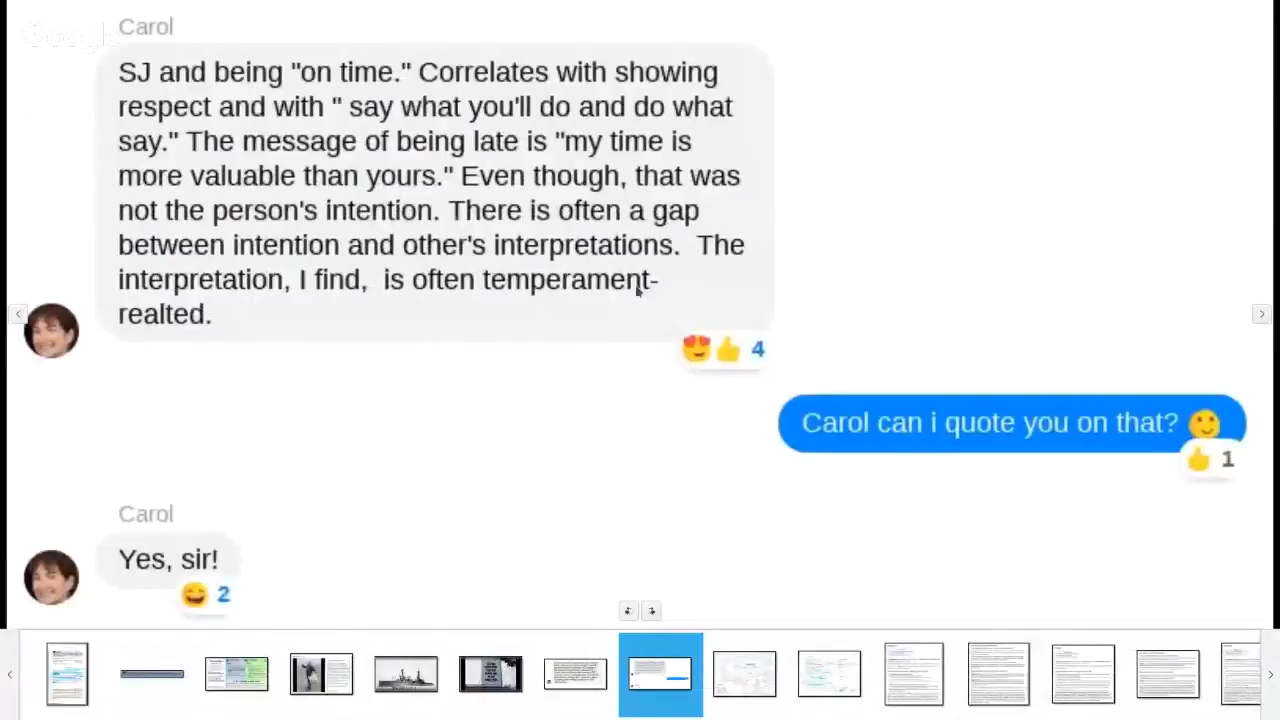 Carol
SJ and being "on time." Correlates with showing
respect and with " say what you'll do and do what
say." The message of being late is "my time is
more valuable than yours." Even though, that was
not the person's intention. There is often a gap
between intention and other's interpretations.  The
interpretation, I find,  is often temperament-
realted.
4
Carol can i quote you on that?
1
Carol
Yes, sir!
2